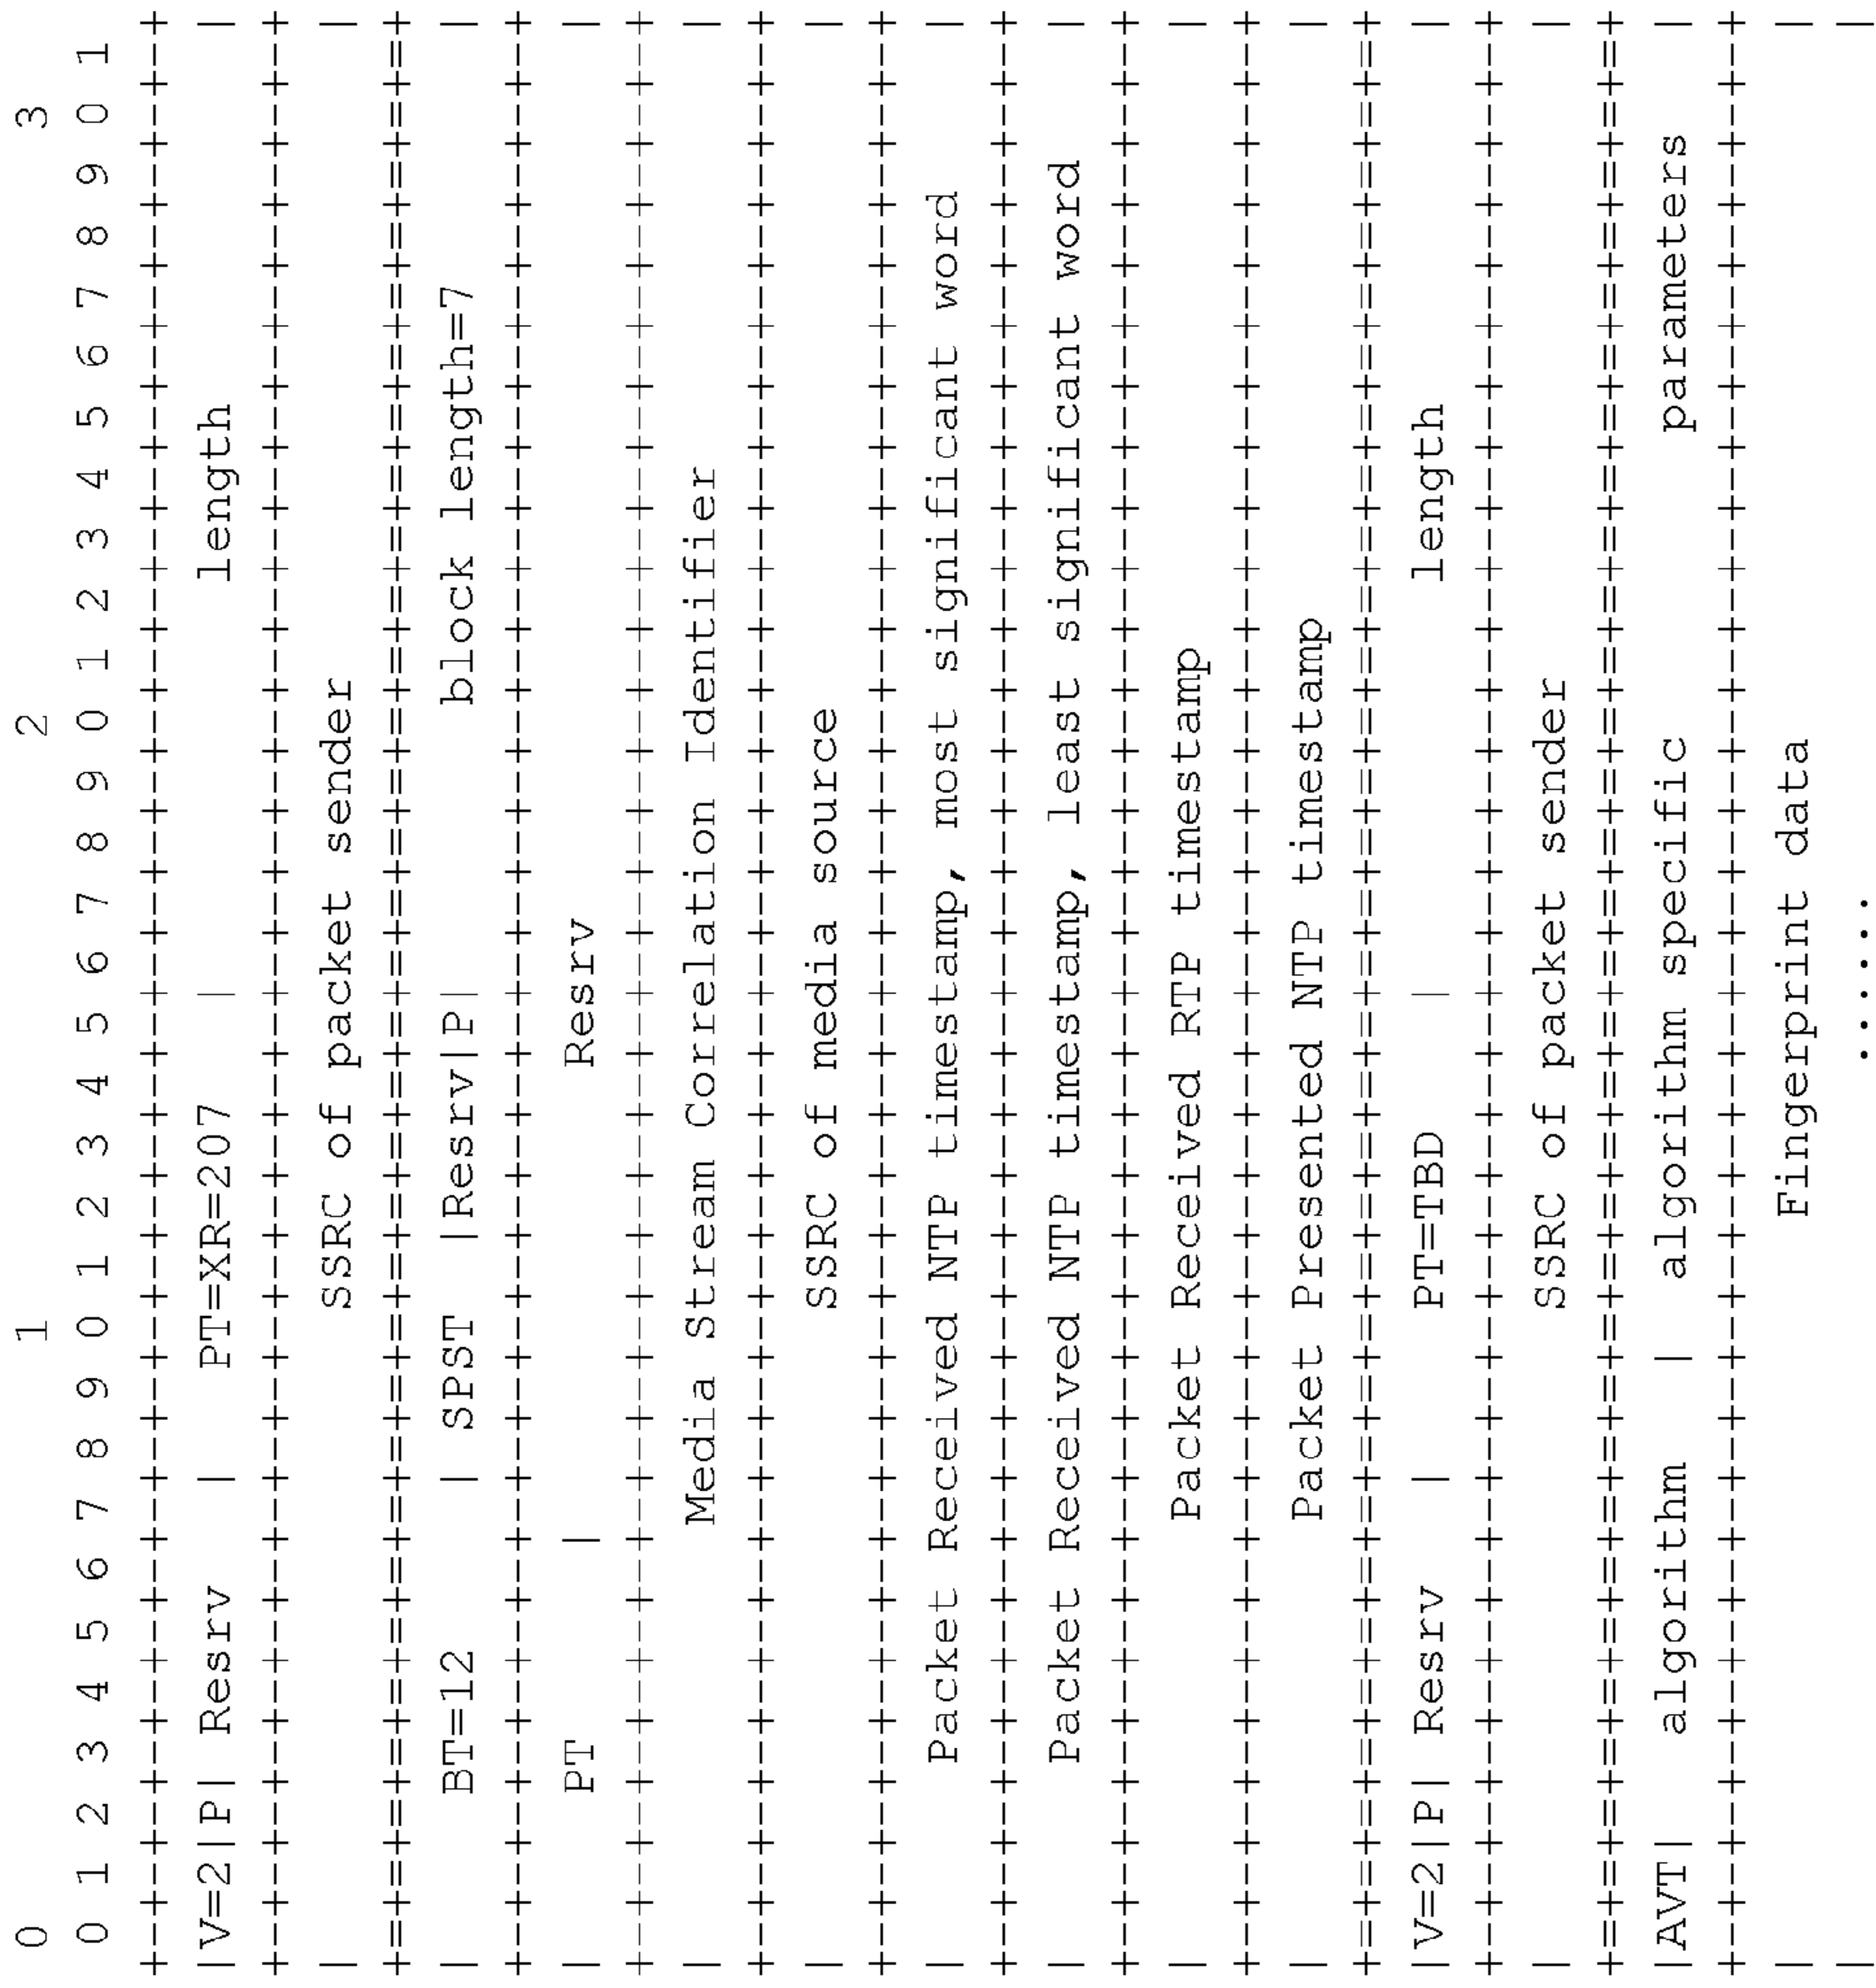 0                   1                   2                   3
 0 1 2 3 4 5 6 7 8 9 0 1 2 3 4 5 6 7 8 9 0 1 2 3 4 5 6 7 8 9 0 1
+-+-+-+-+-+-+-+-+-+-+-+-+-+-+-+-+-+-+-+-+-+-+-+-+-+-+-+-+-+-+-+-+
|V=2|P| Resrv   |   PT=XR=207   |             length            |
+-+-+-+-+-+-+-+-+-+-+-+-+-+-+-+-+-+-+-+-+-+-+-+-+-+-+-+-+-+-+-+-+
|                     SSRC of packet sender                     |
+=+=+=+=+=+=+=+=+=+=+=+=+=+=+=+=+=+=+=+=+=+=+=+=+=+=+=+=+=+=+=+=+
|     BT=12     | SPST  |Resrv|P|         block length=7        |
+-+-+-+-+-+-+-+-+-+-+-+-+-+-+-+-+-+-+-+-+-+-+-+-+-+-+-+-+-+-+-+-+
|     PT      |               Resrv                             |
+-+-+-+-+-+-+-+-+-+-+-+-+-+-+-+-+-+-+-+-+-+-+-+-+-+-+-+-+-+-+-+-+
|              Media Stream Correlation Identifier              |
+-+-+-+-+-+-+-+-+-+-+-+-+-+-+-+-+-+-+-+-+-+-+-+-+-+-+-+-+-+-+-+-+
|                     SSRC of media source                      |
+-+-+-+-+-+-+-+-+-+-+-+-+-+-+-+-+-+-+-+-+-+-+-+-+-+-+-+-+-+-+-+-+
|      Packet Received NTP timestamp, most significant word     |
+-+-+-+-+-+-+-+-+-+-+-+-+-+-+-+-+-+-+-+-+-+-+-+-+-+-+-+-+-+-+-+-+
|      Packet Received NTP timestamp, least significant word    |
+-+-+-+-+-+-+-+-+-+-+-+-+-+-+-+-+-+-+-+-+-+-+-+-+-+-+-+-+-+-+-+-+
|              Packet Received RTP timestamp                    |
+-+-+-+-+-+-+-+-+-+-+-+-+-+-+-+-+-+-+-+-+-+-+-+-+-+-+-+-+-+-+-+-+
|              Packet Presented NTP timestamp                   |
+=+=+=+=+=+=+=+=+=+=+=+=+=+=+=+=+=+=+=+=+=+=+=+=+=+=+=+=+=+=+=+=+
|V=2|P| Resrv   |     PT=TBD    |             length            |
+-+-+-+-+-+-+-+-+-+-+-+-+-+-+-+-+-+-+-+-+-+-+-+-+-+-+-+-+-+-+-+-+
|                     SSRC of packet sender                     |
+=+=+=+=+=+=+=+=+=+=+=+=+=+=+=+=+=+=+=+=+=+=+=+=+=+=+=+=+=+=+=+=+
|AVT|   algorithm   |  algorithm specific          parameters   |
+-+-+-+-+-+-+-+-+-+-+-+-+-+-+-+-+-+-+-+-+-+-+-+-+-+-+-+-+-+-+-+-+
|                        Fingerprint data                       |
|                             ......                            |